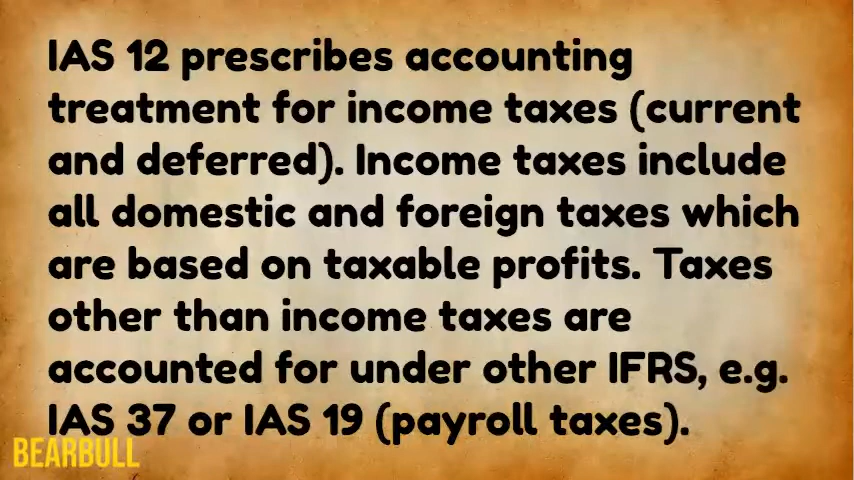 IAS 12 prescribes accounting
treatment for income taxes (current
and deferred). Income taxes include
all domestic and foreign taxes which
are based on taxable profits. Taxes
other than income taxes are
accounted for under other IFRS, e.g.
IAS 37 or IAS 19 (payroll taxes).
BEARBULL